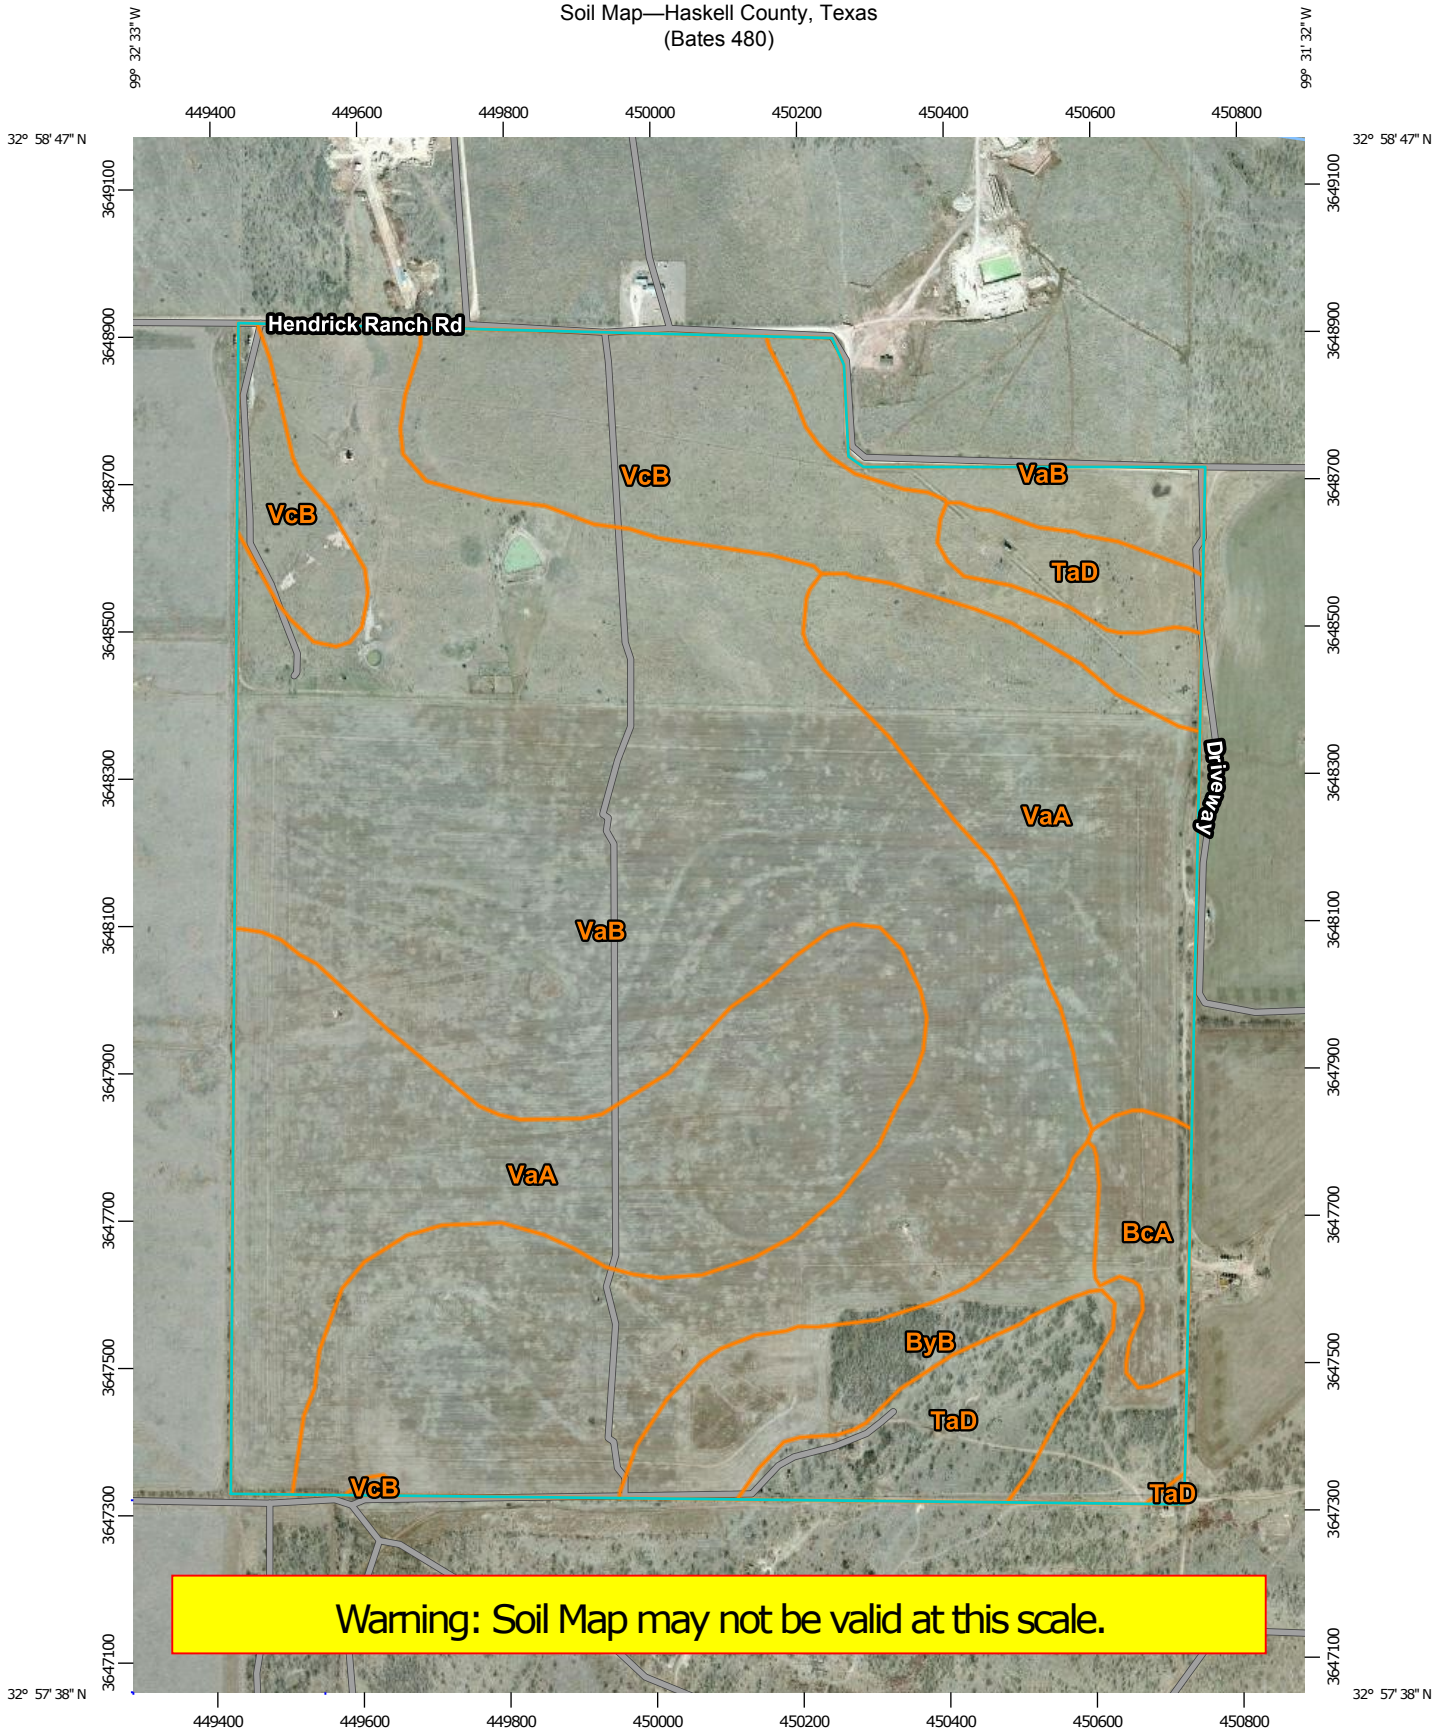 Soil Map—Haskell County, Texas
(Bates 480)
99° 32' 33'' W
99° 31' 32'' W
449400 449600 449800 450000 450200 450400 450600 450800
32° 58' 47'' N
32° 58' 47'' N
3649100
3649100
Hendrick Ranch Rd
3648900
3648900
VcB
VaB
3648700
3648700
VcB
TaD
3648500
3648500
Driveway
3648300
3648300
VaA
VaB
3648100
3648100
3647900
3647900
VaA
3647700
3647700
BcA
ByB
3647500
3647500
TaD
VcB
TaD
3647300
3647300
Warning: Soil Map may not be valid at this scale.
3647100
3647100
32° 57' 38'' N
32° 57' 38'' N
449400 449600 449800 450000 450200 450400 450600 450800